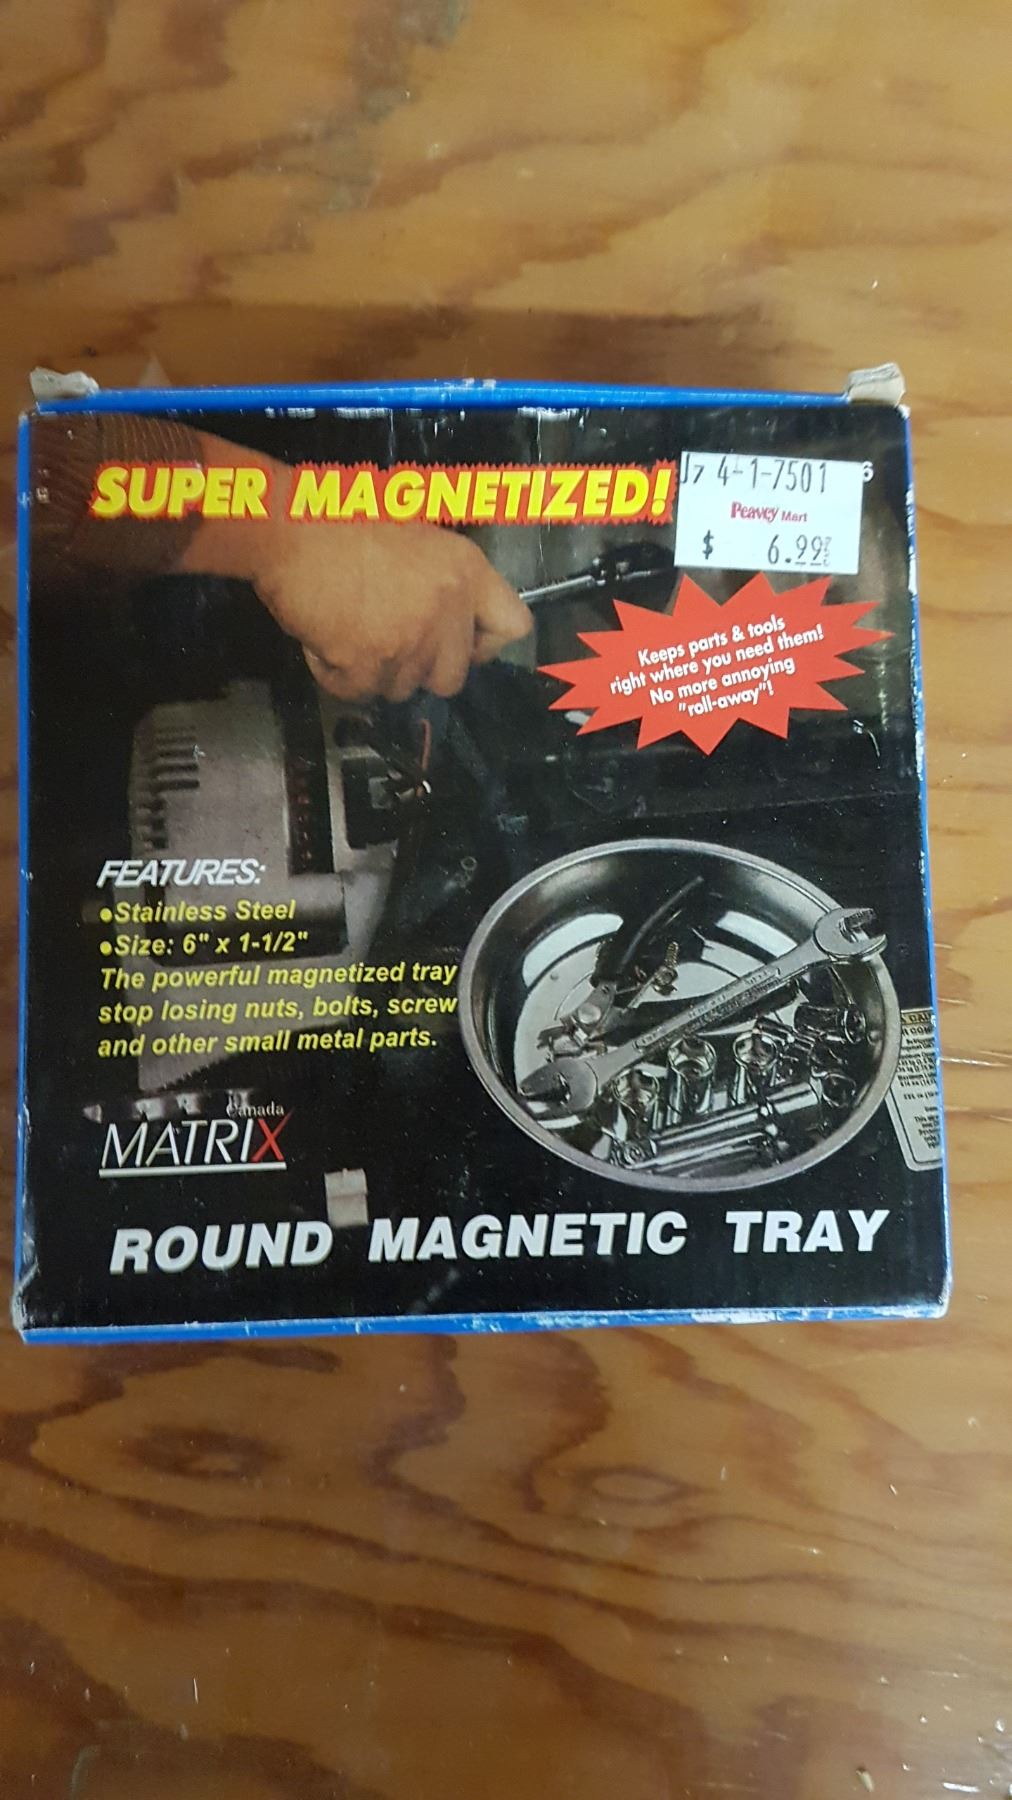 SUPER MAGNETIZED!
4-1-7501
Peavey Mart
$ 6.99
6
Keeps parts & tools
right where you need them!
No more annoying
"roll-away"!
FEATURES:
●Stainless Steel
●Size: 6" x 1-1/2"
The powerful magnetized tray
stop losing nuts, bolts, screw
and other small metal parts.
Canada
MATRIX
ROUND MAGNETIC TRAY